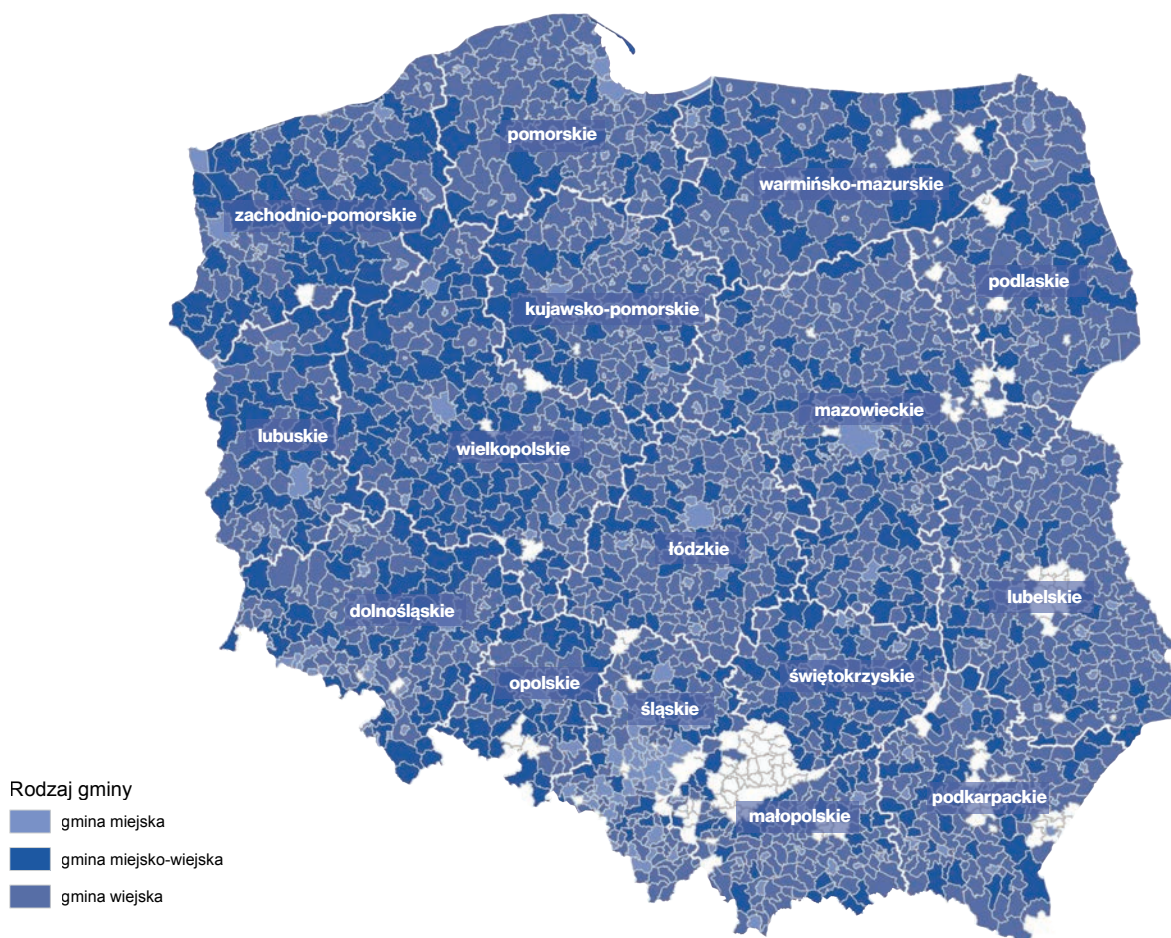 pomorskie
warmińsko-mazurskie
zachodnio-pomorskie
podlaskie
kujawsko-pomorskie
mazowieckie
lubuskie
wielkopolskie
łódzkie
lubelskie
dolnośląskie
świętokrzyskie
opolskie
śląskie
podkarpackie
małopolskie
Rodzaj gminy
gmina miejska
gmina miejsko-wiejska
gmina wiejska